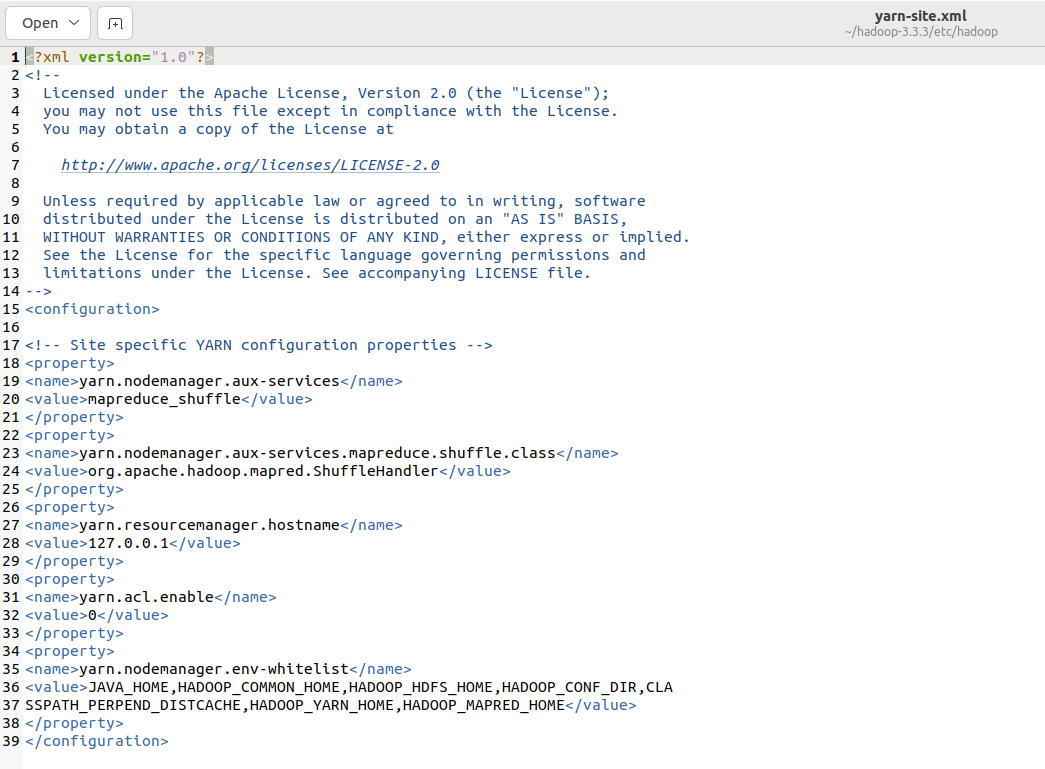 Open
yarn-site.xml
~/hadoop-3.3.3/etc/hadoop
1 <?xml version="1.0"?>
2 <!--
3   Licensed under the Apache License, Version 2.0 (the "License");
4   you may not use this file except in compliance with the License.
5   You may obtain a copy of the License at
6
7     http://www.apache.org/licenses/LICENSE-2.0
8
9   Unless required by applicable law or agreed to in writing, software
10   distributed under the License is distributed on an "AS IS" BASIS,
11   WITHOUT WARRANTIES OR CONDITIONS OF ANY KIND, either express or implied.
12   See the License for the specific language governing permissions and
13   limitations under the License. See accompanying LICENSE file.
14 -->
15 <configuration>
16
17 <!-- Site specific YARN configuration properties -->
18 <property>
19 <name>yarn.nodemanager.aux-services</name>
20 <value>mapreduce_shuffle</value>
21 </property>
22 <property>
23 <name>yarn.nodemanager.aux-services.mapreduce.shuffle.class</name>
24 <value>org.apache.hadoop.mapred.ShuffleHandler</value>
25 </property>
26 <property>
27 <name>yarn.resourcemanager.hostname</name>
28 <value>127.0.0.1</value>
29 </property>
30 <property>
31 <name>yarn.acl.enable</name>
32 <value>0</value>
33 </property>
34 <property>
35 <name>yarn.nodemanager.env-whitelist</name>
36 <value>JAVA_HOME,HADOOP_COMMON_HOME,HADOOP_HDFS_HOME,HADOOP_CONF_DIR,CLA
37 SSPATH_PERPEND_DISTCACHE,HADOOP_YARN_HOME,HADOOP_MAPRED_HOME</value>
38 </property>
39 </configuration>